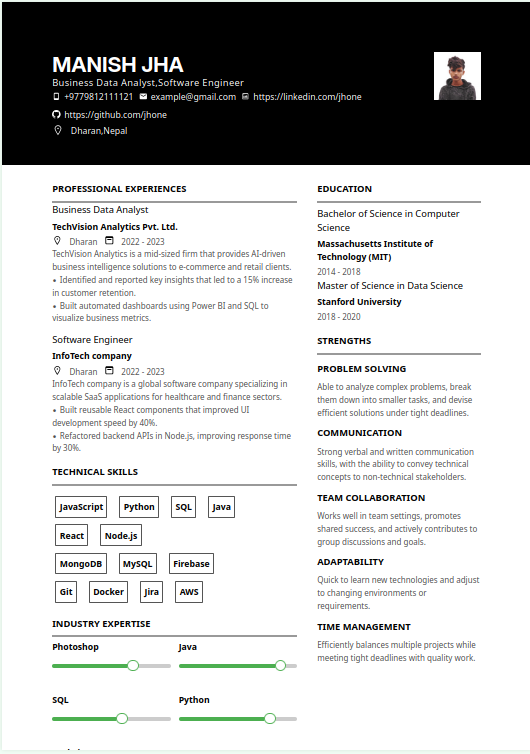 MANISH JHA
Business Data Analyst,Software Engineer
+9779812111121 example@gmail.com https://linkedin.com/jhone
https://github.com/jhone
Dharan,Nepal
PROFESSIONAL EXPERIENCES
Business Data Analyst
TechVision Analytics Pvt. Ltd.
Dharan 2022 - 2023
TechVision Analytics is a mid-sized firm that provides AI-driven
business intelligence solutions to e-commerce and retail clients.
• Identified and reported key insights that led to a 15% increase
in customer retention.
• Built automated dashboards using Power BI and SQL to
visualize business metrics.
Software Engineer
InfoTech company
Dharan 2022 - 2023
InfoTech company is a global software company specializing in
scalable SaaS applications for healthcare and finance sectors.
• Built reusable React components that improved UI
development speed by 40%.
• Refactored backend APIs in Node.js, improving response time
by 30%.
TECHNICAL SKILLS
JavaScript Python SQL Java
React Node.js
MongoDB MySQL Firebase
Git Docker Jira AWS
INDUSTRY EXPERTISE
Photoshop Java
SQL Python
EDUCATION
Bachelor of Science in Computer
Science
Massachusetts Institute of
Technology (MIT)
2014 - 2018
Master of Science in Data Science
Stanford University
2018 - 2020
STRENGTHS
PROBLEM SOLVING
Able to analyze complex problems, break
them down into smaller tasks, and devise
efficient solutions under tight deadlines.
COMMUNICATION
Strong verbal and written communication
skills, with the ability to convey technical
concepts to non-technical stakeholders.
TEAM COLLABORATION
Works well in team settings, promotes
shared success, and actively contributes to
group discussions and goals.
ADAPTABILITY
Quick to learn new technologies and adjust
to changing environments or
requirements.
TIME MANAGEMENT
Efficiently balances multiple projects while
meeting tight deadlines with quality work.